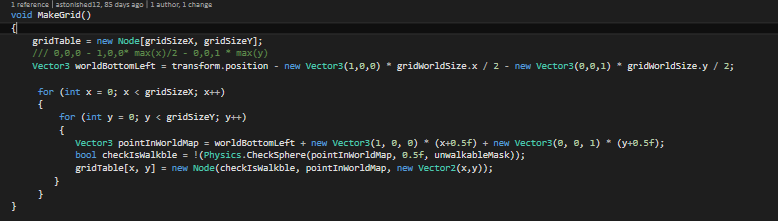 1 reference | astonished12, 85 days ago | 1 author, 1 change
void MakeGrid()
{
gridTable = new Node[gridSizeX, gridSizeY];
/// 0,0,0 - 1,0,0* max(x)/2 - 0,0,1 * max(y)
Vector3 worldBottomLeft = transform.position - new Vector3(1,0,0) * gridWorldSize.x / 2 - new Vector3(0,0,1) * gridWorldSize.y / 2;
for (int x = 0; x < gridSizeX; x++)
{
for (int y = 0; y < gridSizeY; y++)
{
Vector3 pointInWorldMap = worldBottomLeft + new Vector3(1, 0, 0) * (x+0.5f) + new Vector3(0, 0, 1) * (y+0.5f);
bool checkIsWalkble = !(Physics.CheckSphere(pointInWorldMap, 0.5f, unwalkableMask));
gridTable[x, y] = new Node(checkIsWalkble, pointInWorldMap, new Vector2(x,y));
}
}
}